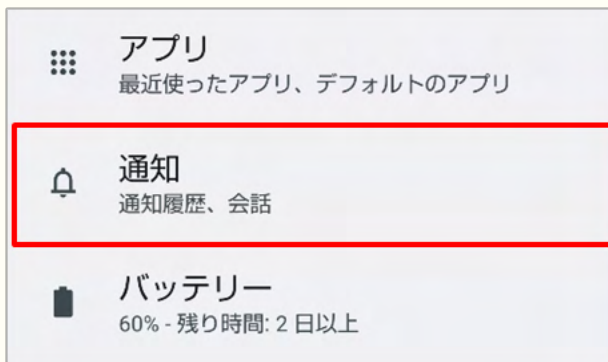 アプリ
最近使ったアプリ、デフォルトのアプリ
通知
通知履歴、会話
バッテリー
60% - 残り時間: 2 日以上